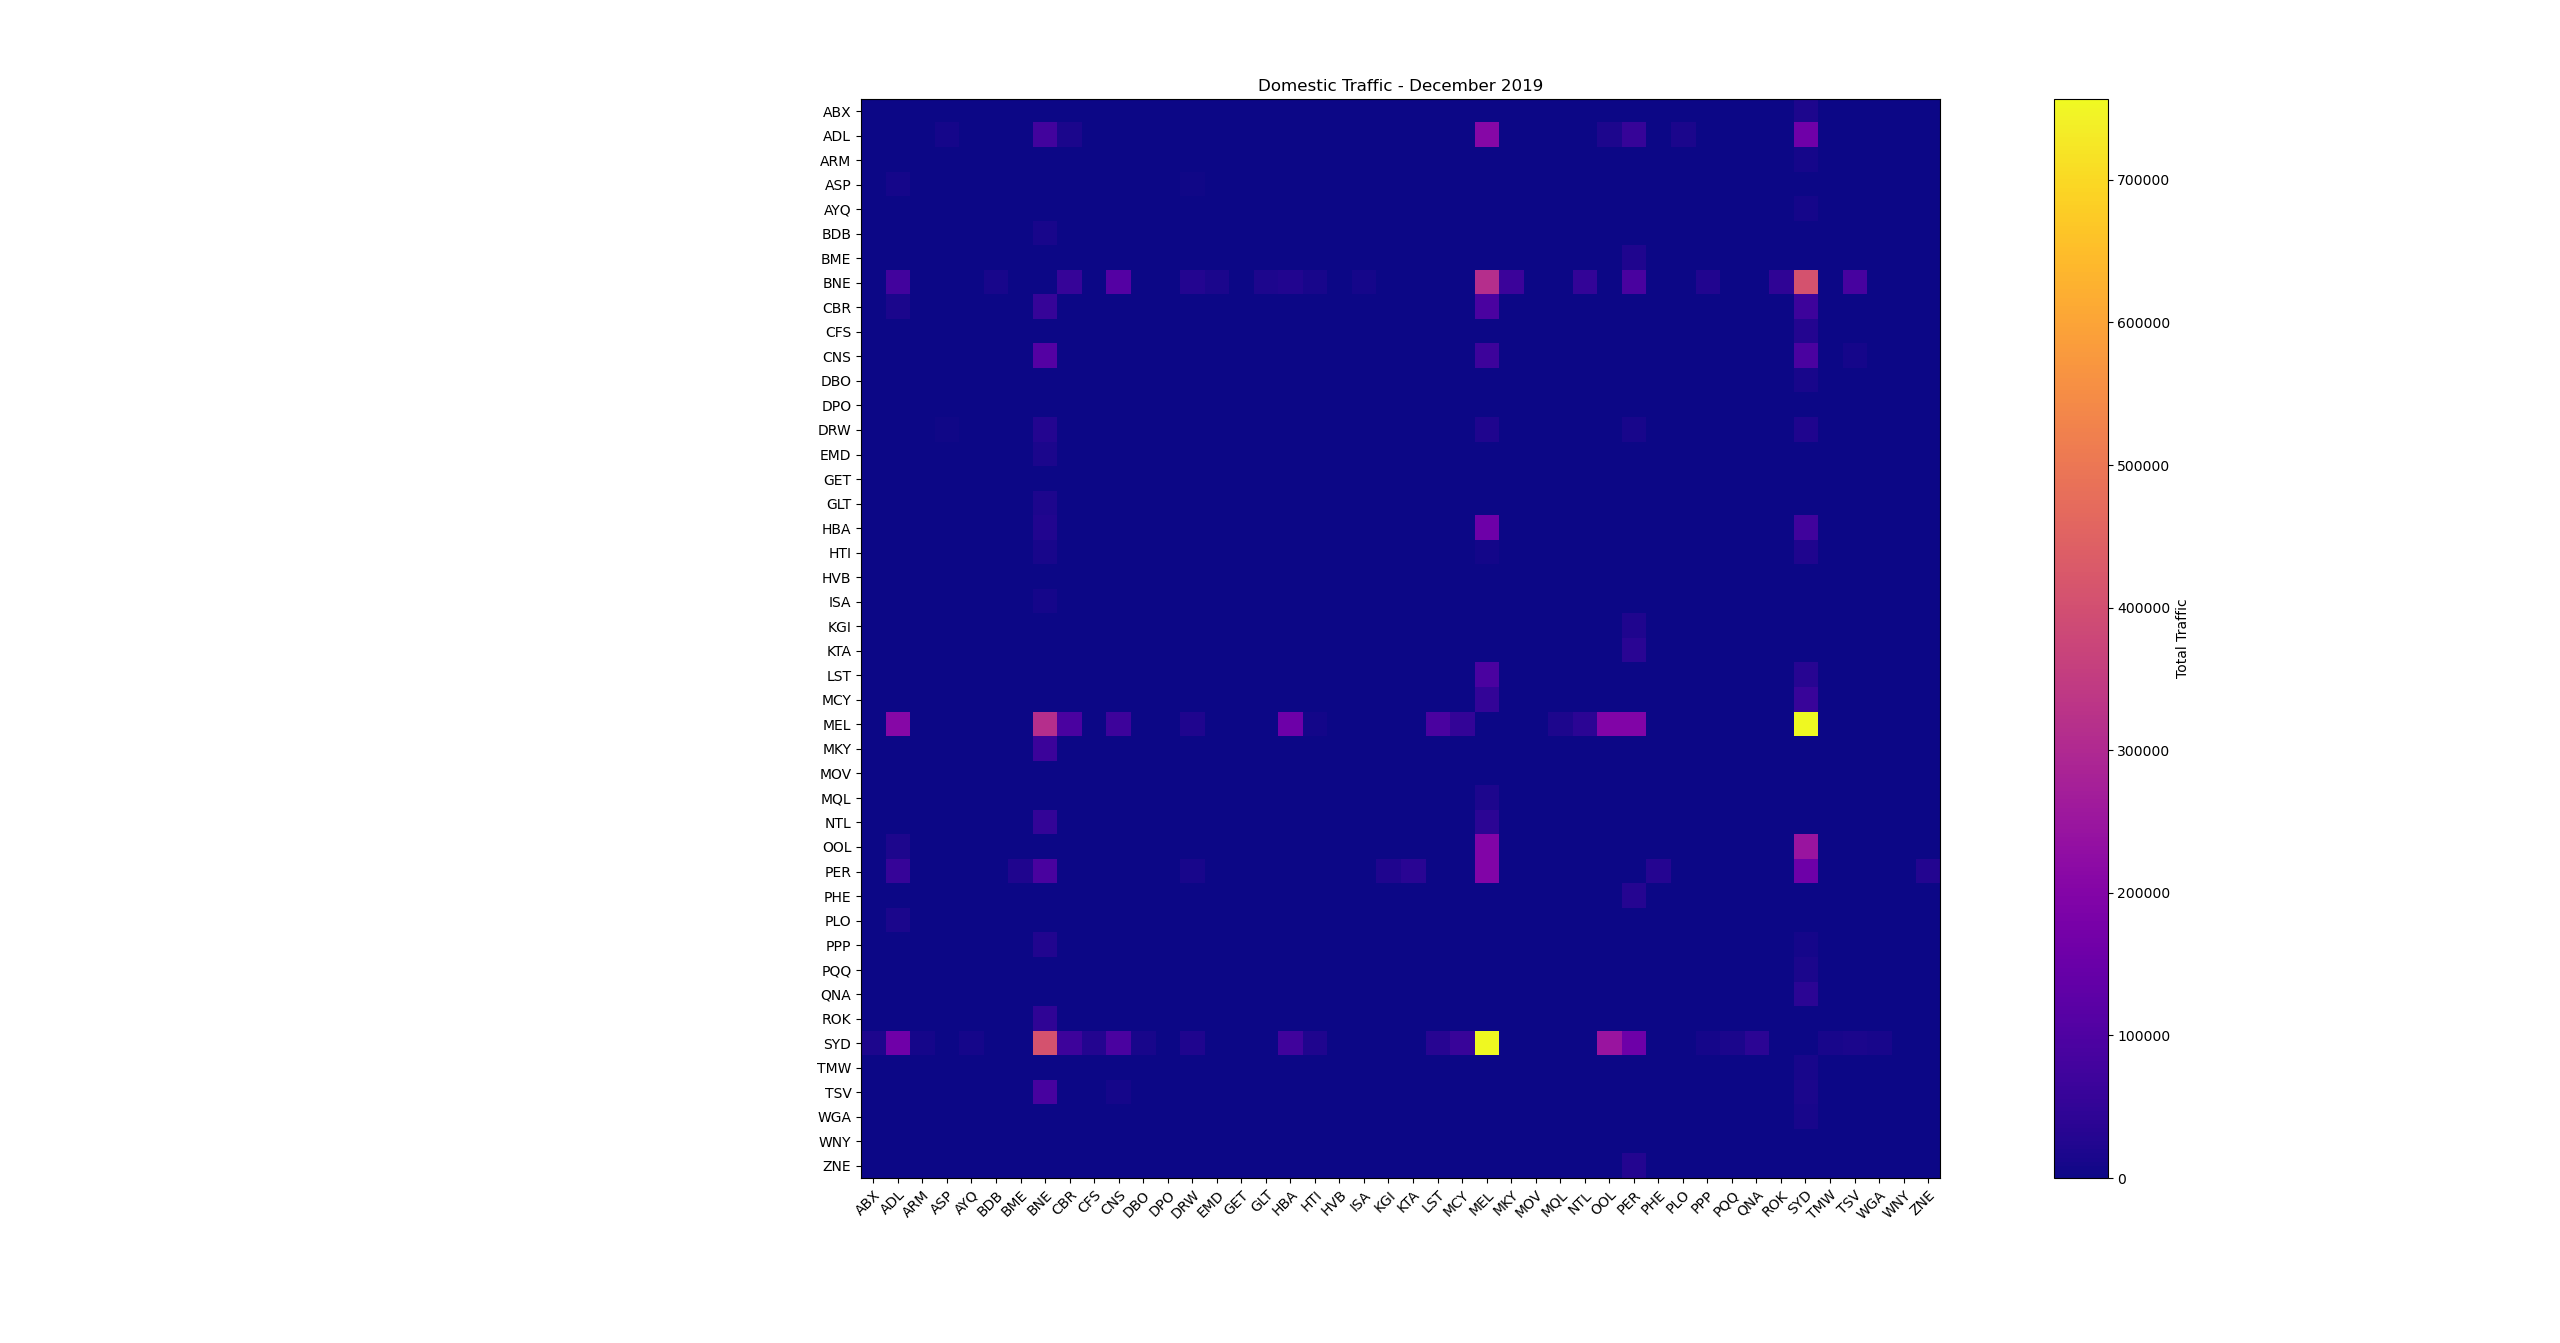 Domestic Traffic - December 2019
ABX
ADL
ARM
ASP
AYQ
BDB
BME
BNE
CBR
CFS
CNS
DBO
DPO
DRW
EMD
GET
GLT
HBA
HTI
HVB
ISA
KGI
KTA
LST
MCY
MEL
MKY
MOV
MQL
NTL
OOL
PER
PHE
PLO
PPP
PQQ
QNA
ROK
SYD
TMW
TSV
WGA
WNY
ZNE
ABX ADL ARM ASP AYQ BDB BME BNE CBR CFS CNS DBO DPO DRW EMD GET GLT HBA HTI HVB ISA KGI KTA LST MCY MEL MKY MOV MQL NTL OOL PER PHE PLO PPP PQQ QNA ROK SYD TMW TSV WGA WNY ZNE
700000
600000
500000
400000
300000
200000
100000
0
Total Traffic